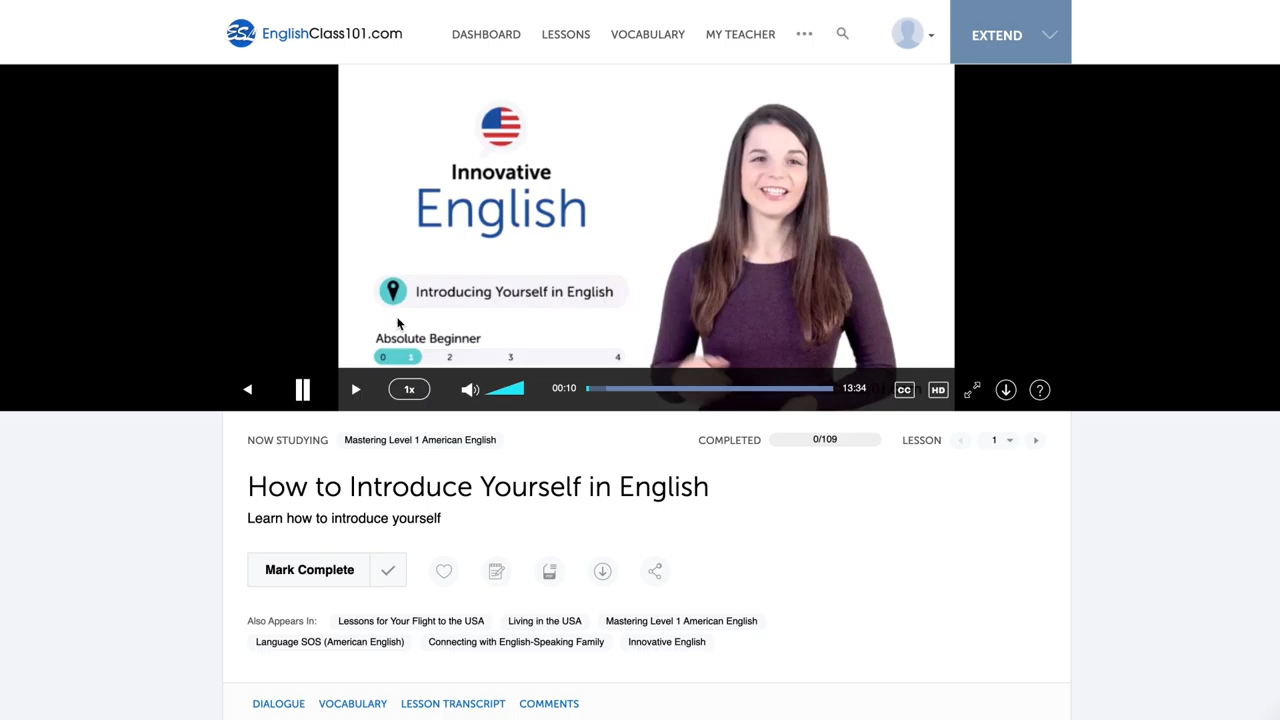 ESL EnglishClass101.com DASHBOARD LESSONS VOCABULARY MY TEACHER EXTEND
Innovative
English
Introducing Yourself in English
Absolute Beginner
0 1 2 3 4
1x 00:10 13:34 CC HD ?
NOW STUDYING Mastering Level 1 American English COMPLETED 0/109 LESSON 1
How to Introduce Yourself in English
Learn how to introduce yourself
Mark Complete
Also Appears In: Lessons for Your Flight to the USA Living in the USA Mastering Level 1 American English
Language SOS (American English) Connecting with English-Speaking Family Innovative English
DIALOGUE VOCABULARY LESSON TRANSCRIPT COMMENTS